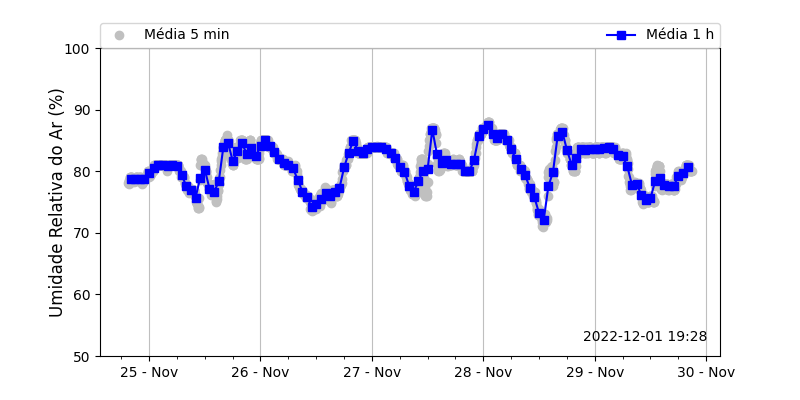 Média 5 min
Média 1 h
Umidade Relativa do Ar (%)
100
90
80
70
60
50
2022-12-01 19:28
25 - Nov
26 - Nov
27 - Nov
28 - Nov
29 - Nov
30 - Nov